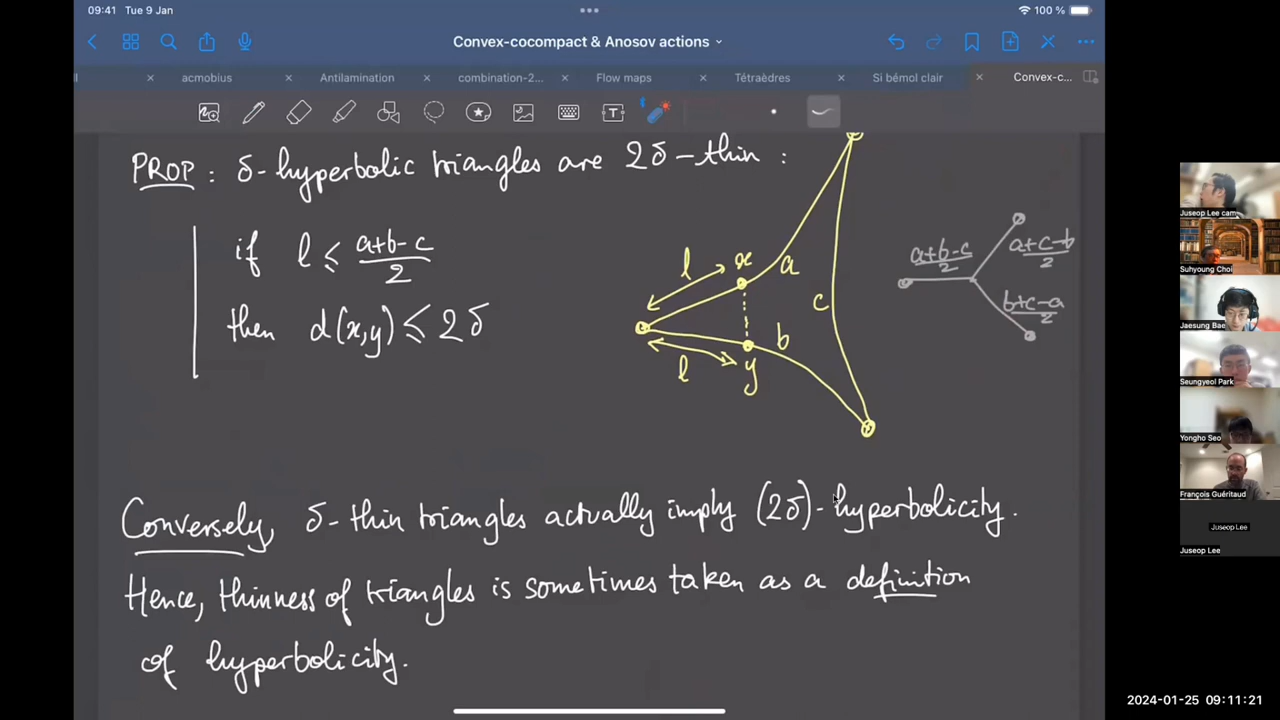 09:41 Tue 9 Jan
100 %
Convex-cocompact & Anosov actions
acmobius
Antilamination
combination-2...
Flow maps
Tétraèdres
Si bémol clair
Convex-c...
PROP : δ-hyperbolic triangles are 2δ-thin :
if l ≤ (a+b-c)/2
then d(x,y) ≤ 2δ
l
x
a
c
b
l
y
(a+b-c)/2
(a+c-b)/2
(b+c-a)/2
Conversely, δ-thin triangles actually imply (2δ)-hyperbolicity.
Hence, thinness of triangles is sometimes taken as a definition
of hyperbolicity.
Juseop Lee cam
Suhyoung Choi
Jaesung Bae
Seungyeol Park
Yongho Seo
François Guéritaud
Juseop Lee
Juseop Lee
2024-01-25 09:11:21